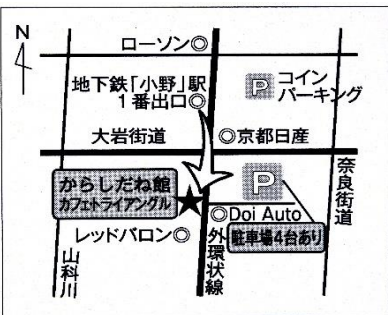 N
ローソン◎
地下鉄「小野」駅
1番出口◎
P コイン
パーキング
大岩街道
◎京都日産
からしだね館
カフェトライアングル
★
P
◎Doi Auto
駐車場4台あり
レッドバロン◎
外環状線
山科川
奈良街道